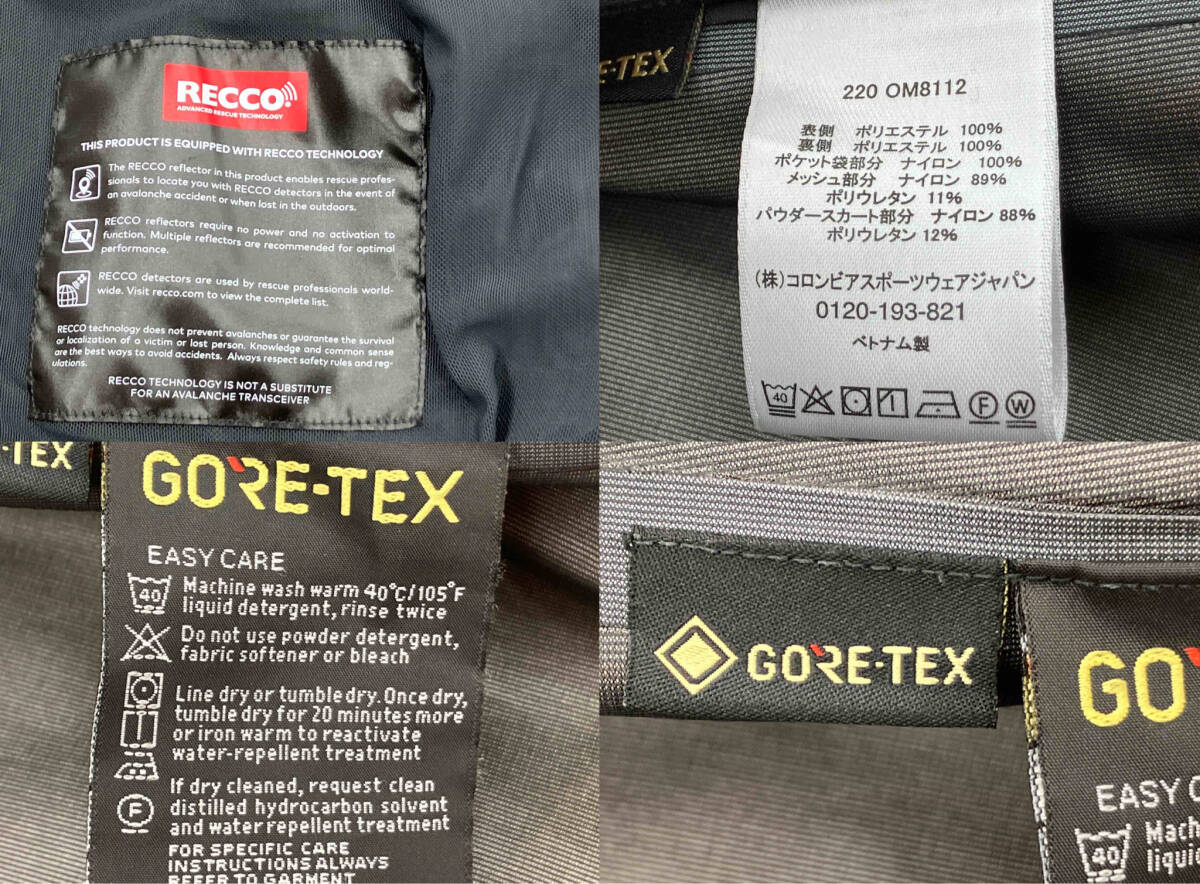 RECCO
ADVANCED RESCUE TECHNOLOGY
THIS PRODUCT IS EQUIPPED WITH RECCO TECHNOLOGY
The RECCO reflector in this product enables rescue profes-
sionals to locate you with RECCO detectors in the event of
an avalanche accident or when lost in the outdoors.
RECCO reflectors require no power and no activation to
function. Multiple reflectors are recommended for optimal
performance.
RECCO detectors are used by rescue professionals world-
wide. Visit recco.com to view the complete list.
RECCO technology does not prevent avalanches or guarantee the survival
or localization of a victim or lost person. Knowledge and common sense
are the best ways to avoid accidents. Always respect safety rules and reg-
ulations.
RECCO TECHNOLOGY IS NOT A SUBSTITUTE
FOR AN AVALANCHE TRANSCEIVER
E-TEX
220 OM8112
表側 ポリエステル 100%
裏側 ポリエステル 100%
ポケット袋部分 ナイロン 100%
メッシュ部分 ナイロン 89%
ポリウレタン 11%
パウダースカート部分 ナイロン 88%
ポリウレタン 12%
(株)コロンビアスポーツウェアジャパン
0120-193-821
ベトナム製
40
F
W
-TEX
GORE-TEX
EASY CARE
40 Machine wash warm 40°C/105°F
liquid detergent, rinse twice
Do not use powder detergent,
fabric softener or bleach
Line dry or tumble dry. Once dry,
tumble dry for 20 minutes more
or iron warm to reactivate
water-repellent treatment
If dry cleaned, request clean
F distilled hydrocarbon solvent
and water repellent treatment
FOR SPECIFIC CARE
INSTRUCTIONS ALWAYS
REFER TO GARMENT
GORE-TEX
GO
EASY C
40 Mach
liquid